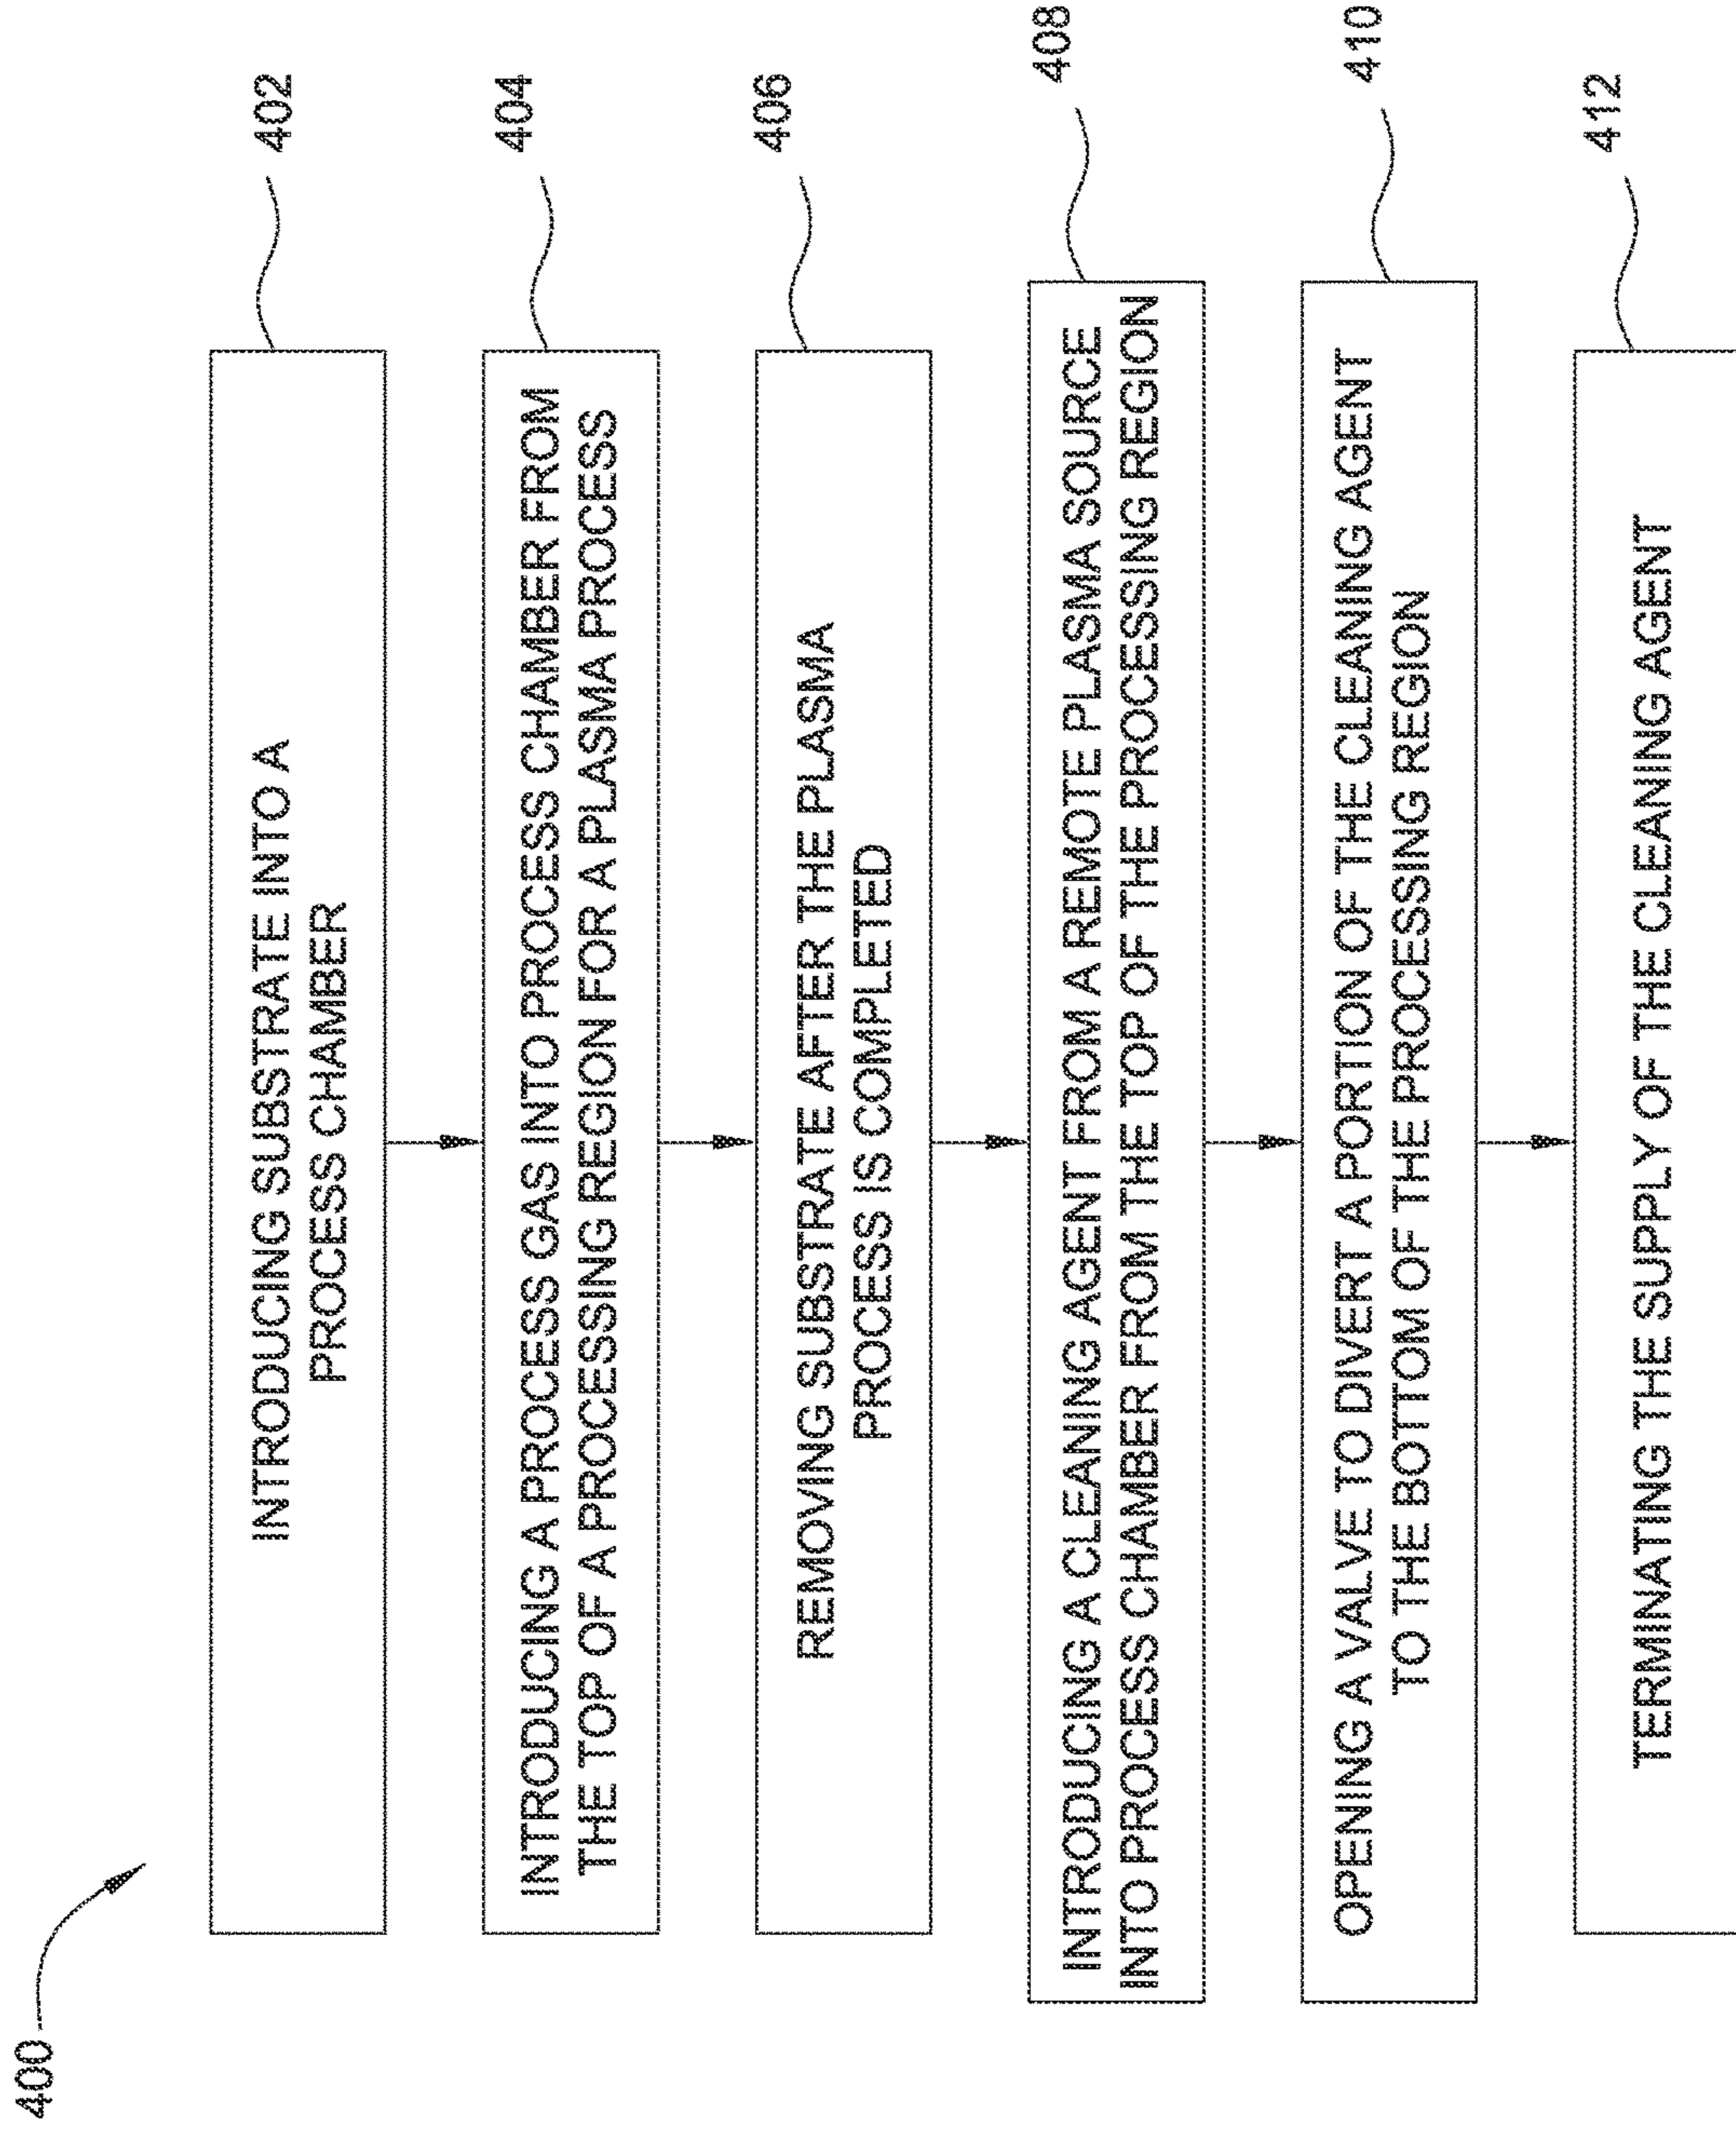 400
INTRODUCING SUBSTRATE INTO A
PROCESS CHAMBER
402
INTRODUCING A PROCESS GAS INTO PROCESS CHAMBER FROM
THE TOP OF A PROCESSING REGION FOR A PLASMA PROCESS
404
REMOVING SUBSTRATE AFTER THE PLASMA
PROCESS IS COMPLETED
406
INTRODUCING A CLEANING AGENT FROM A REMOTE PLASMA SOURCE
INTO PROCESS CHAMBER FROM THE TOP OF THE PROCESSING REGION
408
OPENING A VALVE TO DIVERT A PORTION OF THE CLEANING AGENT
TO THE BOTTOM OF THE PROCESSING REGION
410
TERMINATING THE SUPPLY OF THE CLEANING AGENT
412